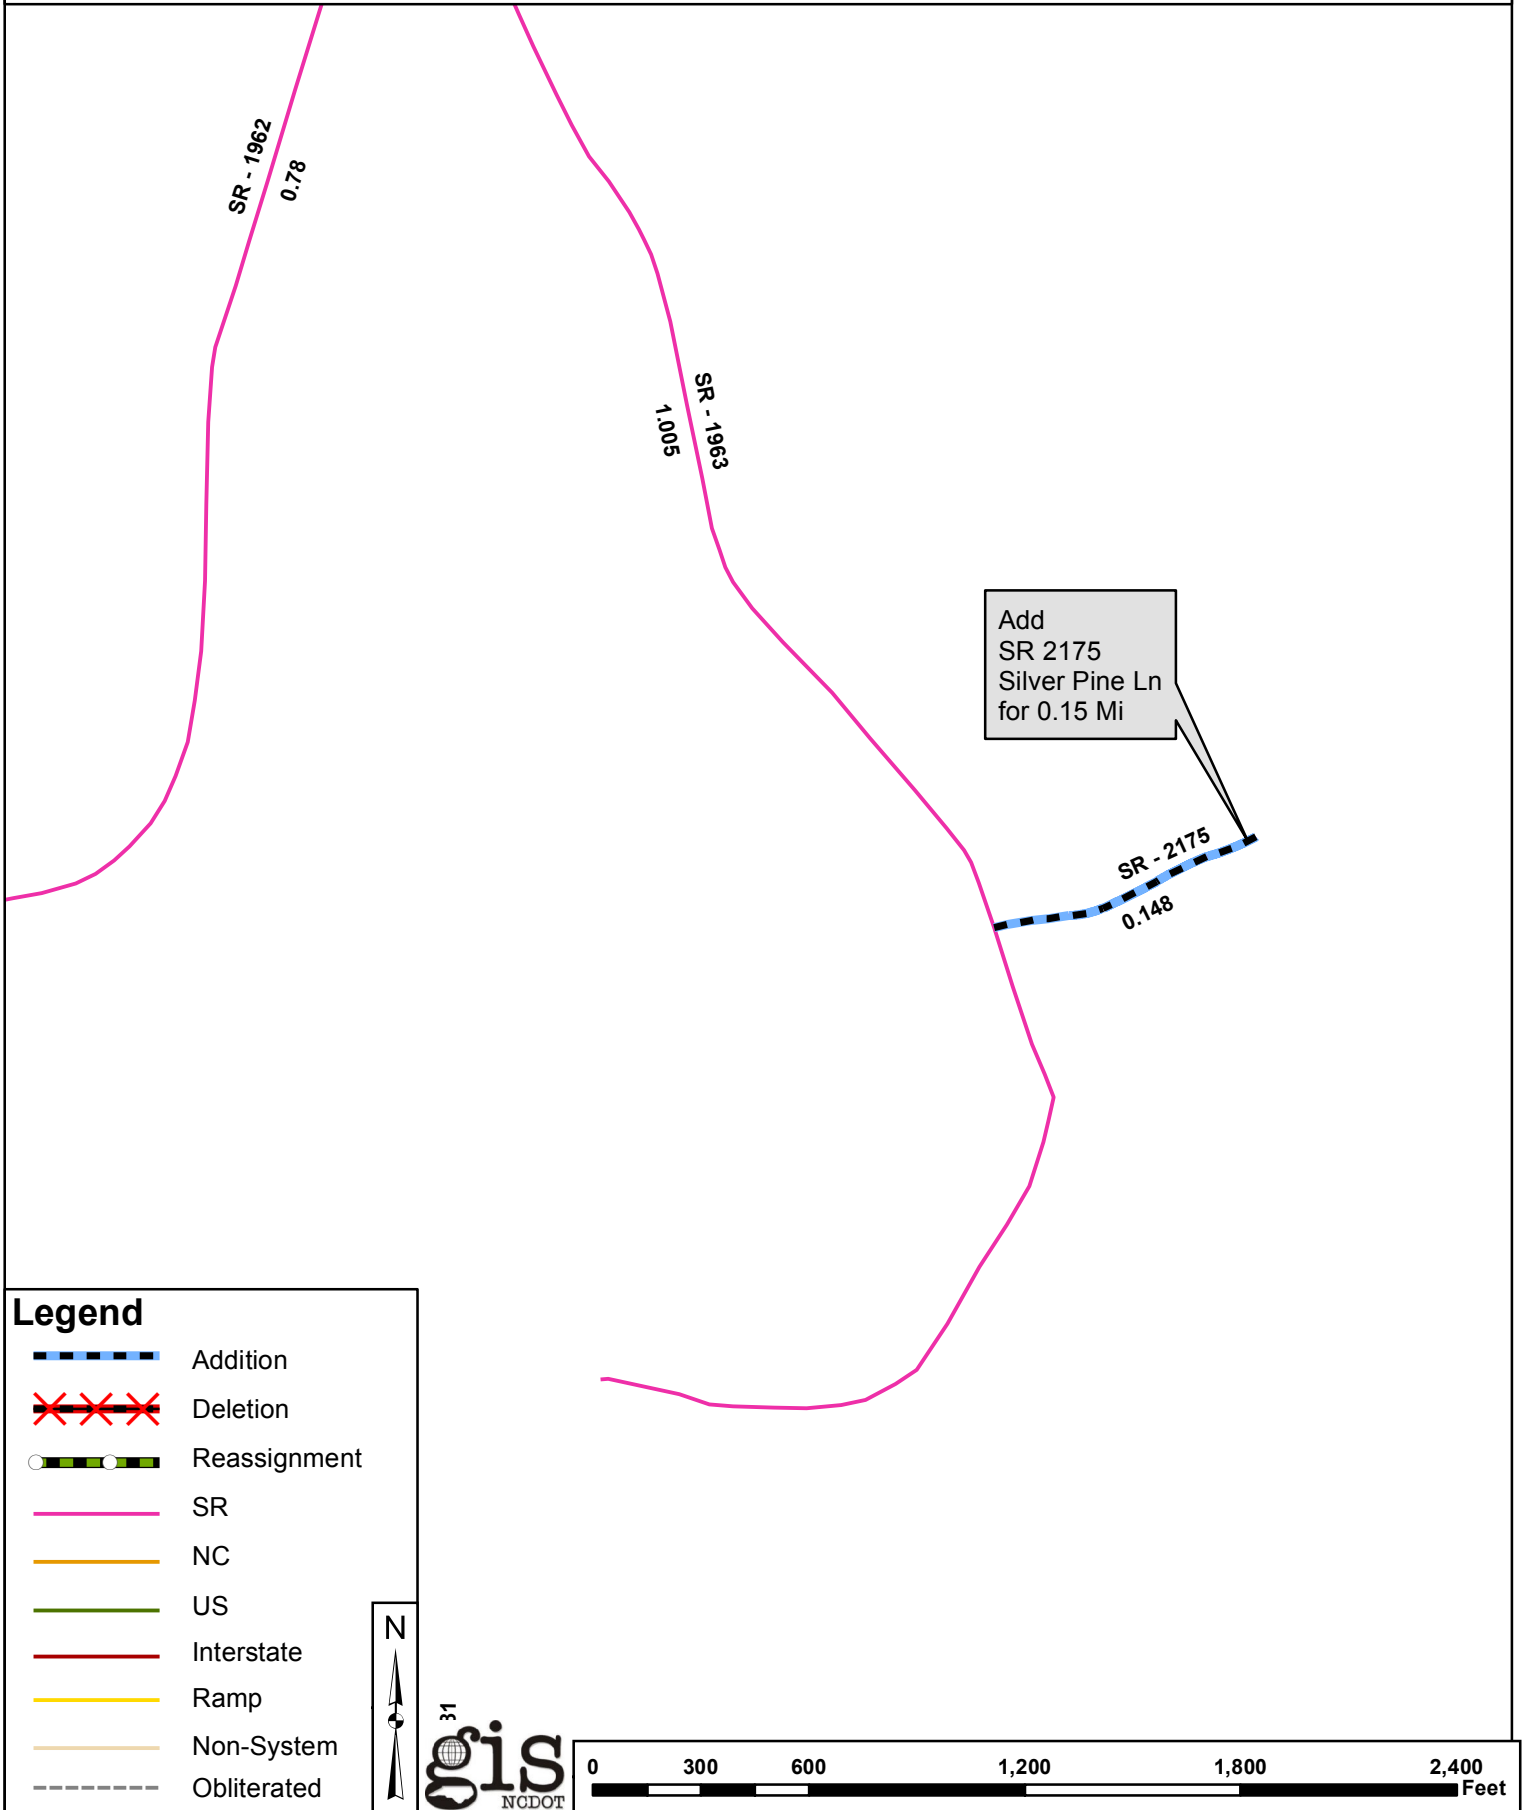 SR - 1962
0.78
SR - 1963
1.005
Add
SR 2175
Silver Pine Ln
for 0.15 Mi
SR - 2175
0.148
Legend
Addition
Deletion
Reassignment
SR
NC
US
Interstate
Ramp
Non-System
Obliterated
N
gis
NCDOT
0 300 600 1,200 1,800 2,400
Feet